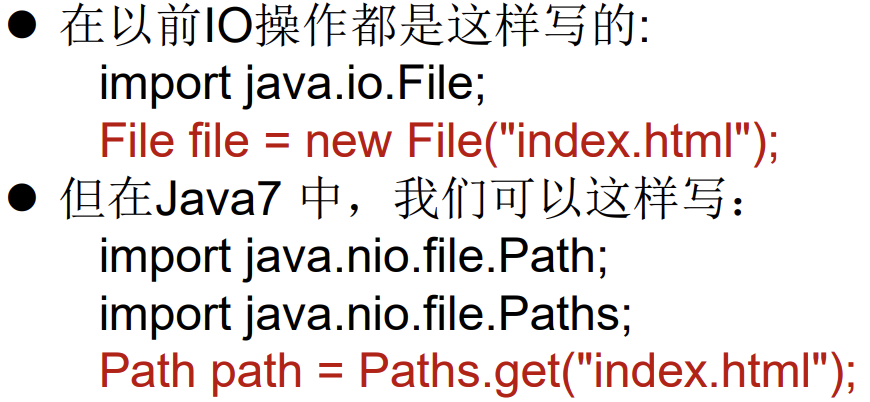 ● 在以前IO操作都是这样写的:
import java.io.File;
File file = new File("index.html");
● 但在Java7 中，我们可以这样写：
import java.nio.file.Path;
import java.nio.file.Paths;
Path path = Paths.get("index.html");